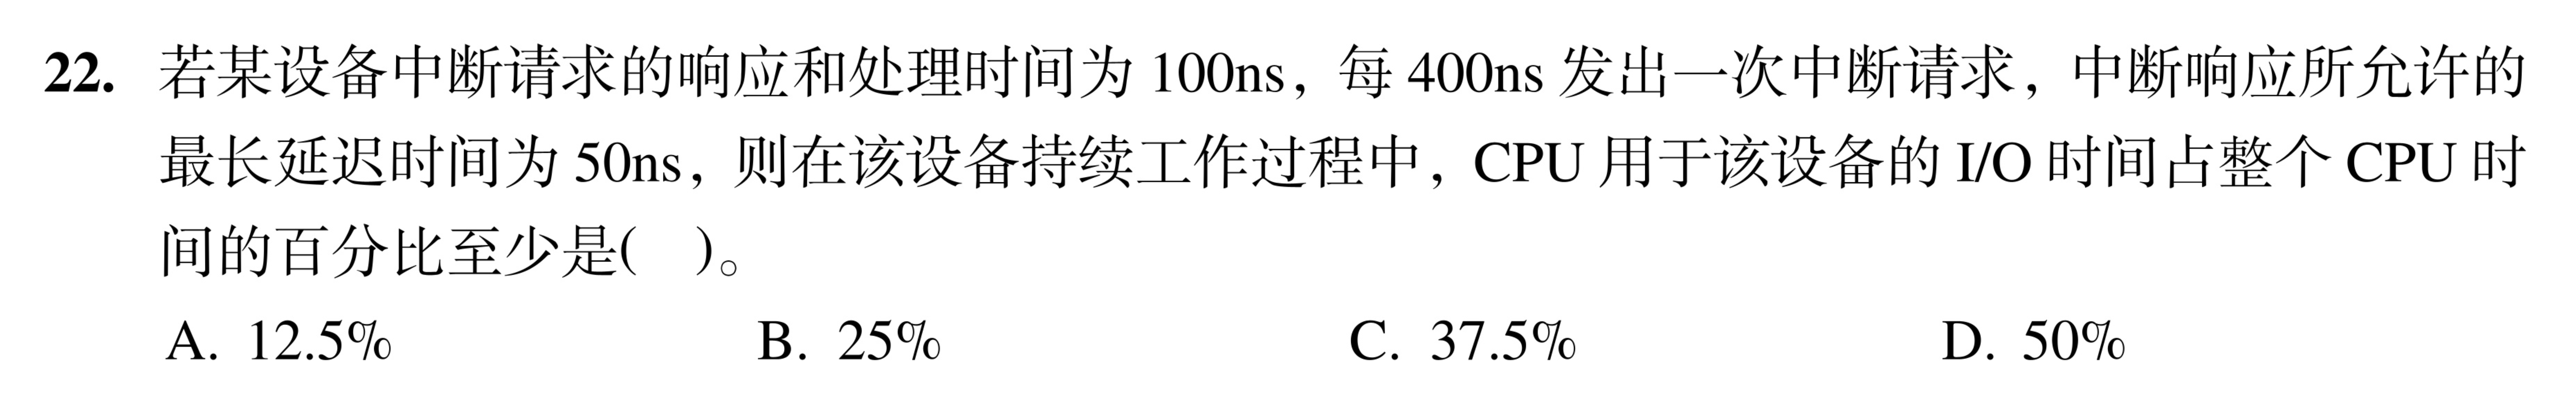 22. 若某设备中断请求的响应和处理时间为 100ns，每 400ns 发出一次中断请求，中断响应所允许的
最长延迟时间为 50ns，则在该设备持续工作过程中，CPU 用于该设备的 I/O 时间占整个 CPU 时
间的百分比至少是(    )。
A. 12.5%    B. 25%    C. 37.5%    D. 50%